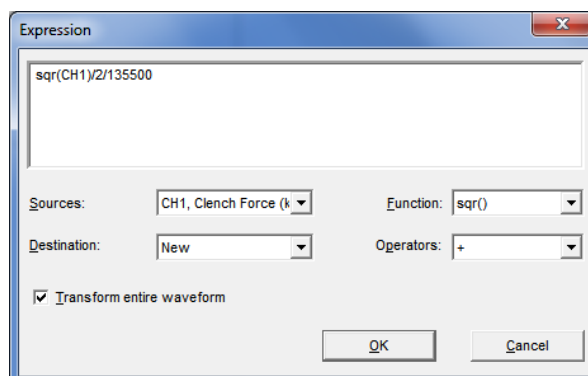 Expression
sqr(CH1)/2/135500
Sources: CH1, Clench Force (k Function: sqr()
Destination: New Operators: +
Transform entire waveform
OK Cancel